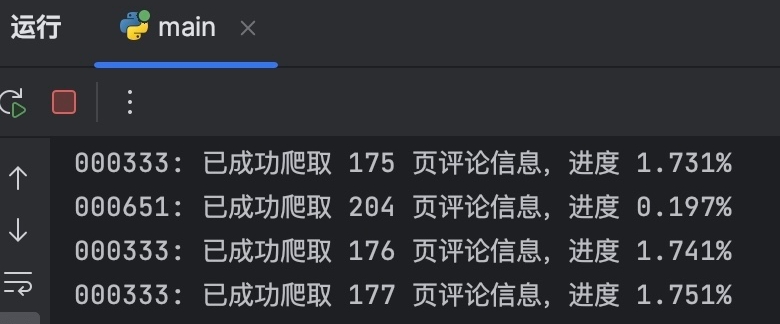 运行 main
000333: 已成功爬取 175 页评论信息，进度 1.731%
000651: 已成功爬取 204 页评论信息，进度 0.197%
000333: 已成功爬取 176 页评论信息，进度 1.741%
000333: 已成功爬取 177 页评论信息，进度 1.751%